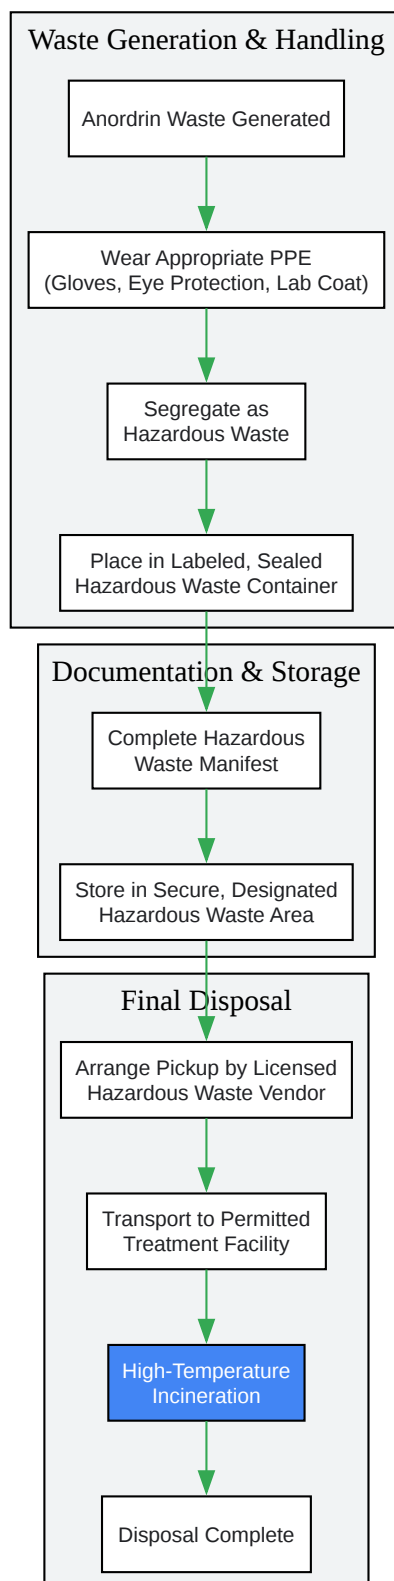 Waste Generation & Handling
Anordrin Waste Generated
Wear Appropriate PPE
(Gloves, Eye Protection, Lab Coat)
Segregate as
Hazardous Waste
Place in Labeled, Sealed
Hazardous Waste Container
Documentation & Storage
Complete Hazardous
Waste Manifest
Store in Secure, Designated
Hazardous Waste Area
Final Disposal
Arrange Pickup by Licensed
Hazardous Waste Vendor
Transport to Permitted
Treatment Facility
High-Temperature
Incineration
Disposal Complete